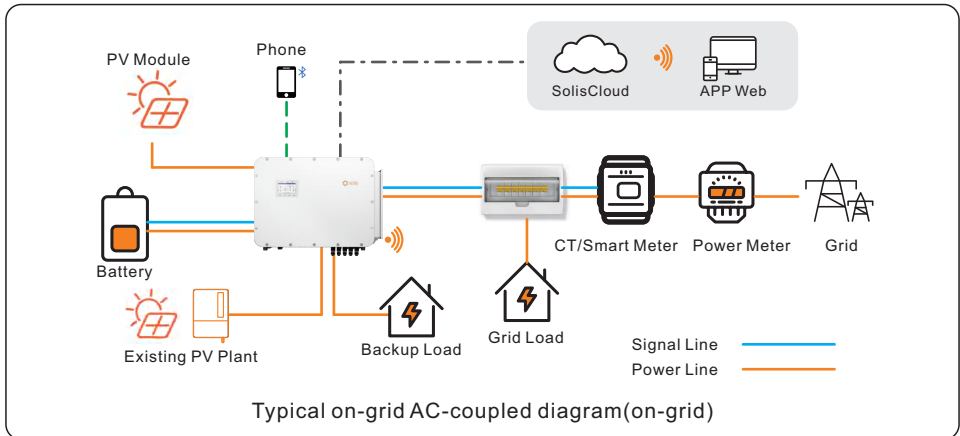 Phone
PV Module
SolisCloud
APP Web
CT/Smart Meter
Power Meter
Grid
Battery
Existing PV Plant
Backup Load
Grid Load
Signal Line
Power Line
Typical on-grid AC-coupled diagram(on-grid)